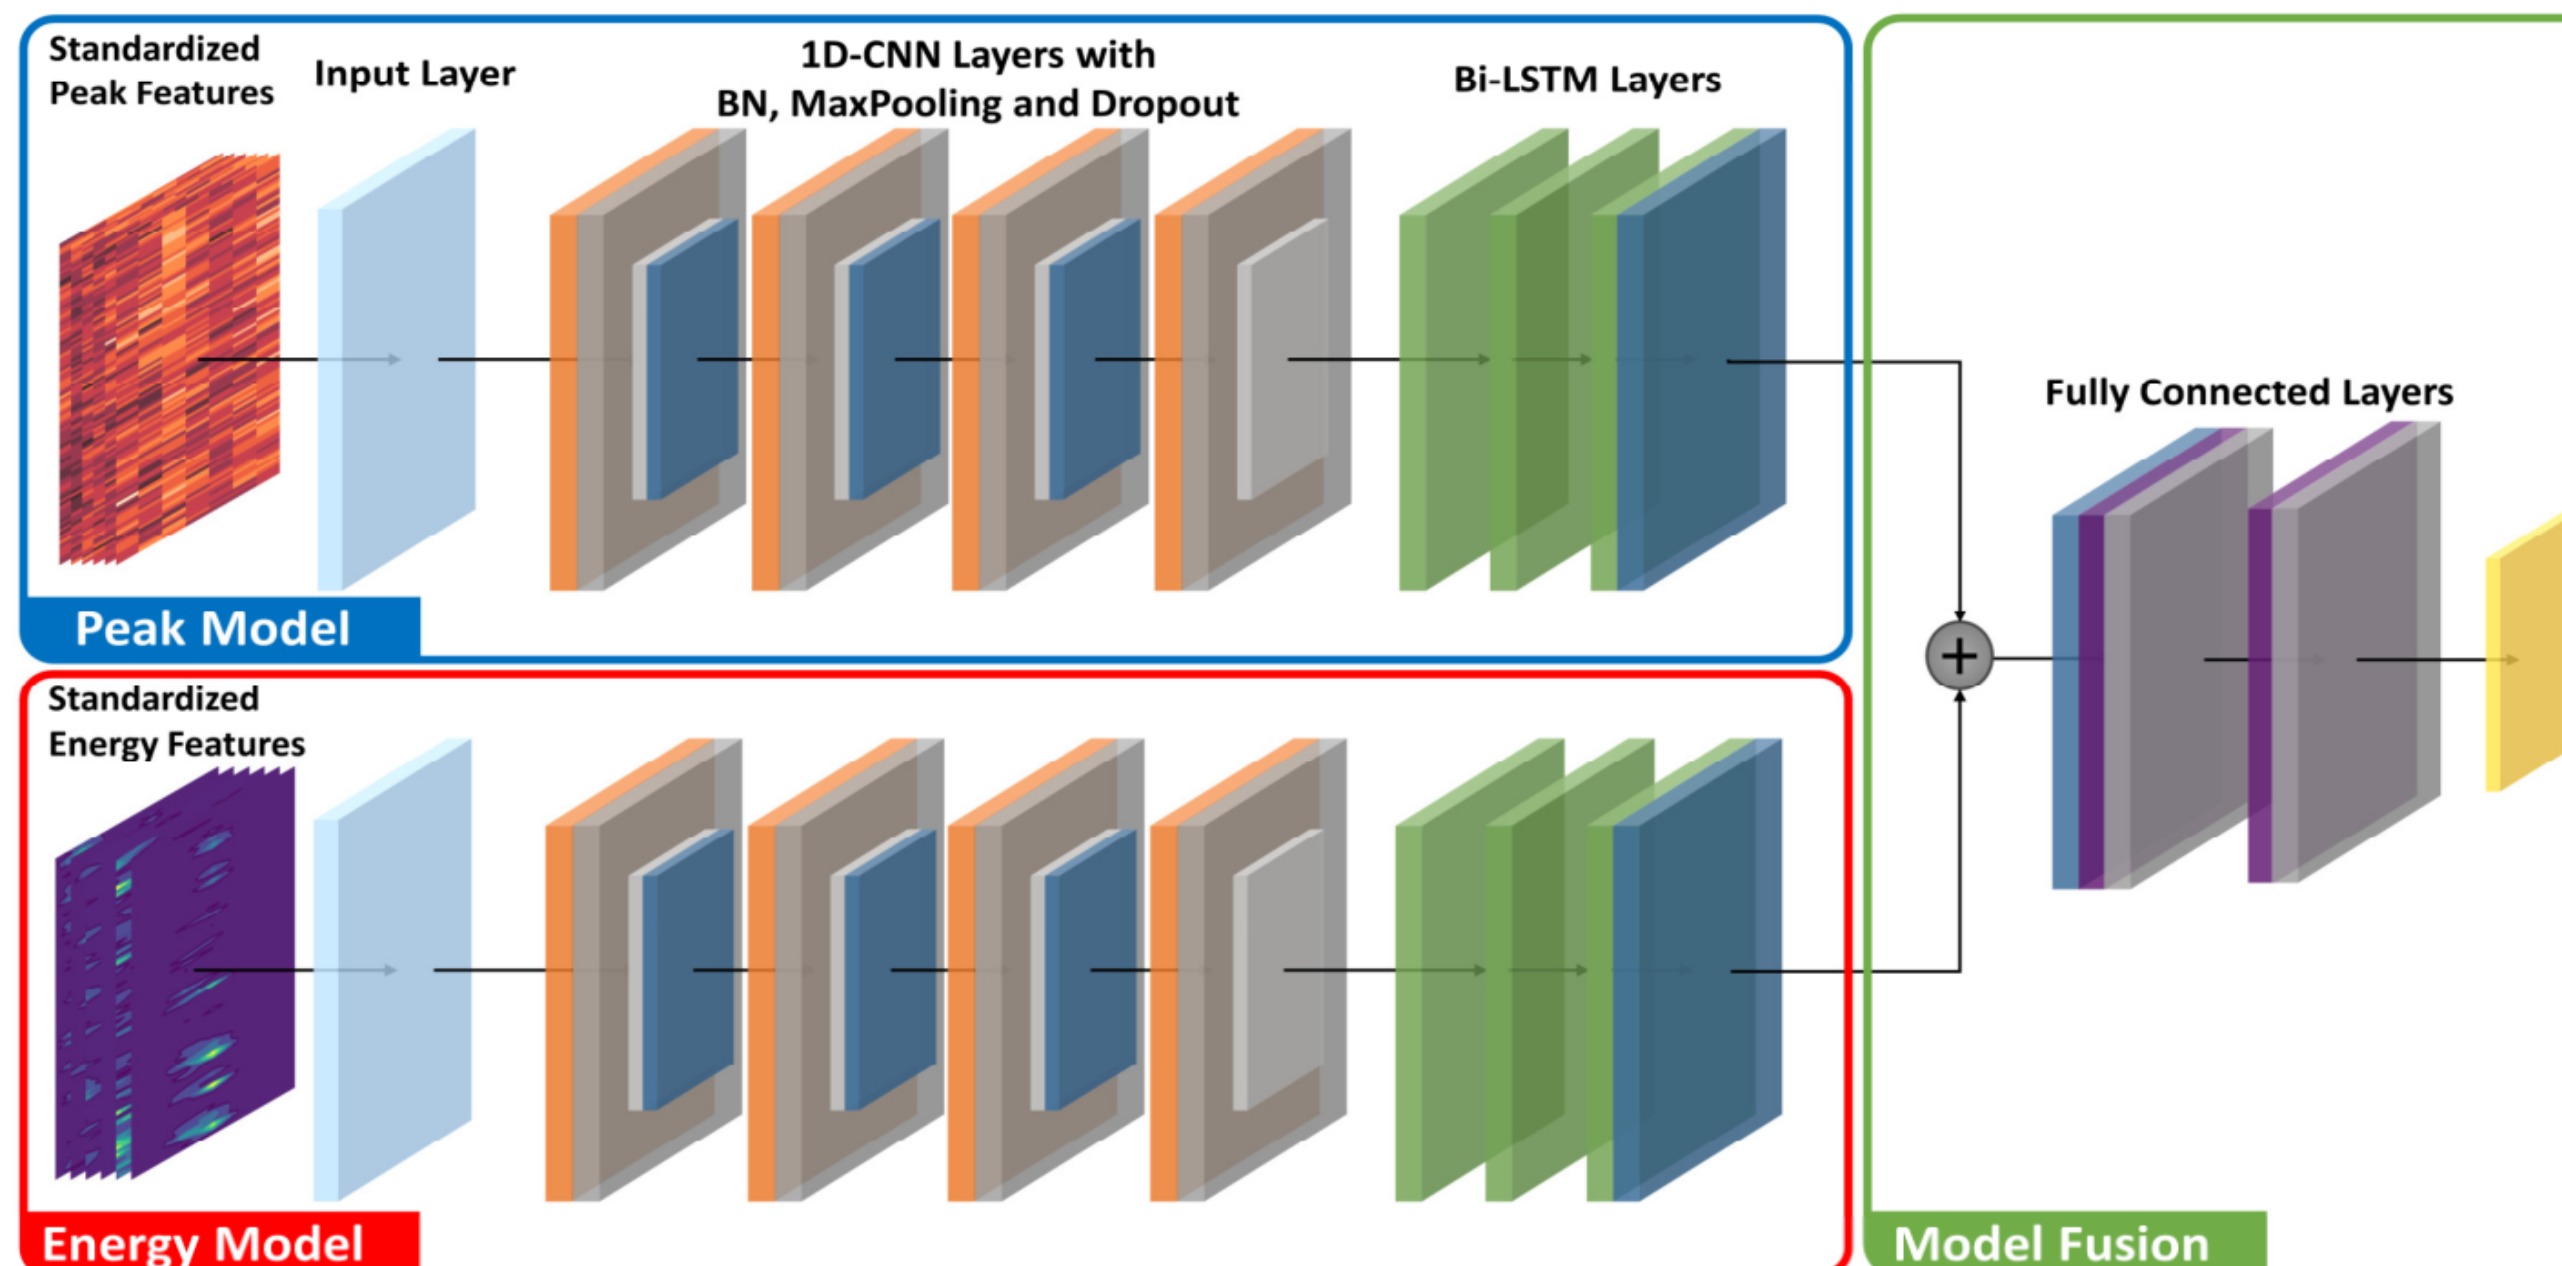 Standardized
Peak Features
Input Layer
1D-CNN Layers with
BN, MaxPooling and Dropout
Bi-LSTM Layers
Peak Model
Fully Connected Layers
+
Standardized
Energy Features
Energy Model
Model Fusion